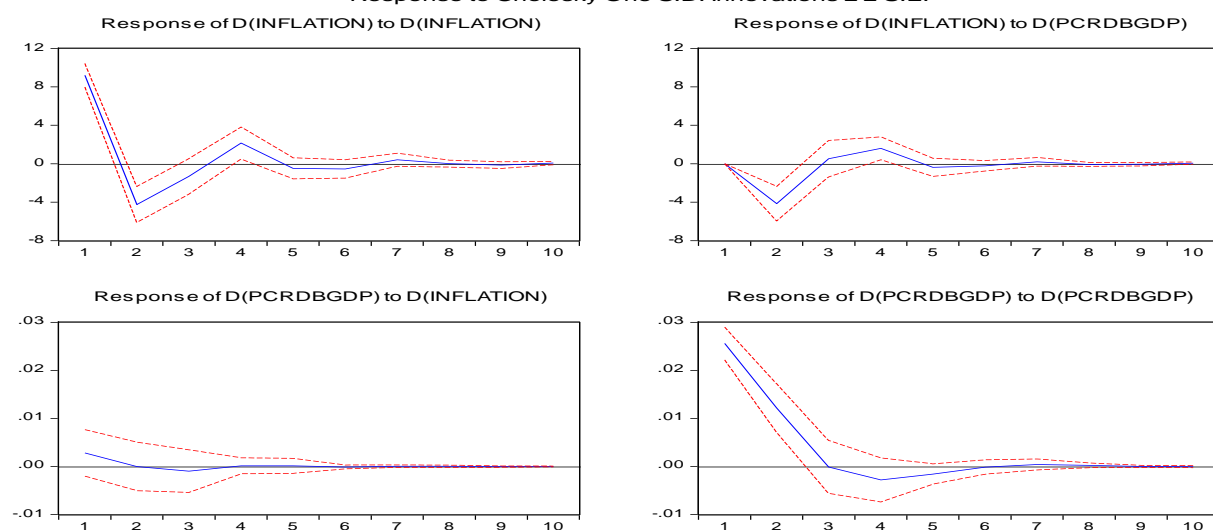 Response of D(INFLATION) to D(INFLATION)
12
8
4
0
-4
-8
1 2 3 4 5 6 7 8 9 10
Response of D(PCRDBGDP) to D(PCRDBGDP)
Response of D(INFLATION) to D(PCRDBGDP)
12
8
4
0
-4
-8
1 2 3 4 5 6 7 8 9 10
Response of D(PCRDBGDP) to D(INFLATION)
.03
.02
.01
.00
-.01
1 2 3 4 5 6 7 8 9 10
.03
.02
.01
.00
-.01
1 2 3 4 5 6 7 8 9 10